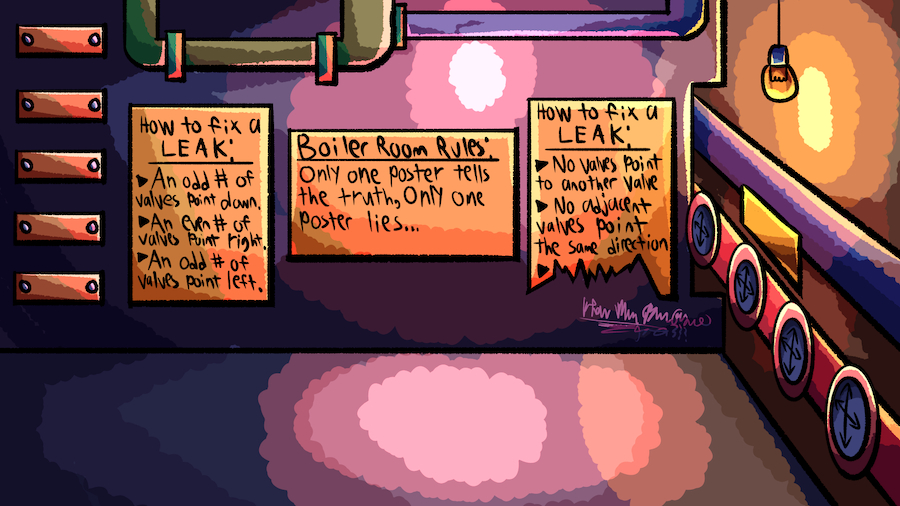 How to fix a
LEAK:
▶An odd # of
valves point down.
▶An even # of
valves point right.
▶An odd # of
valves point left.
Boiler Room Rules:
Only one poster tells
the truth, Only one
poster lies...
How to fix a
LEAK:
▶ No valves point
to another valve
▶ No adjacent
valves point
the same direction
▶